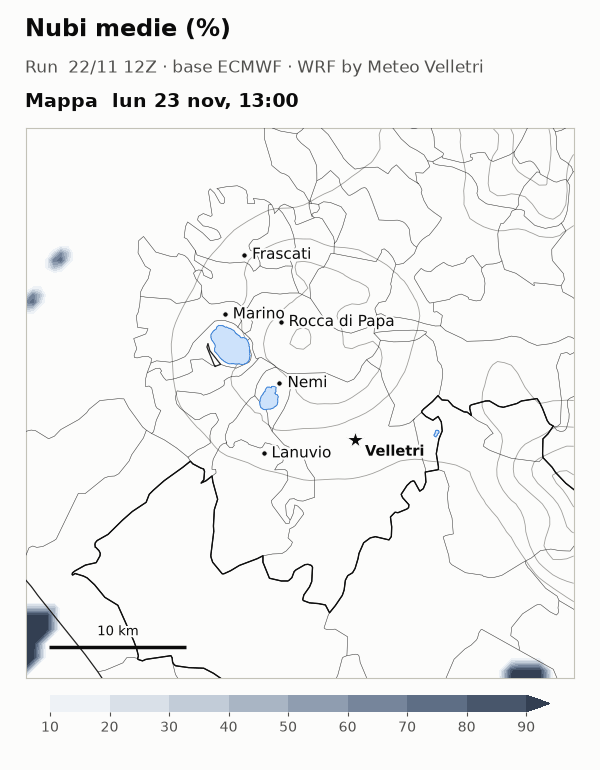 Nubi medie (%)
Run  22/11 12Z · base ECMWF · WRF by Meteo Velletri
Mappa  lun 23 nov, 13:00
Frascati
Marino
Rocca di Papa
Nemi
Velletri
Lanuvio
10 km
10 20 30 40 50 60 70 80 90